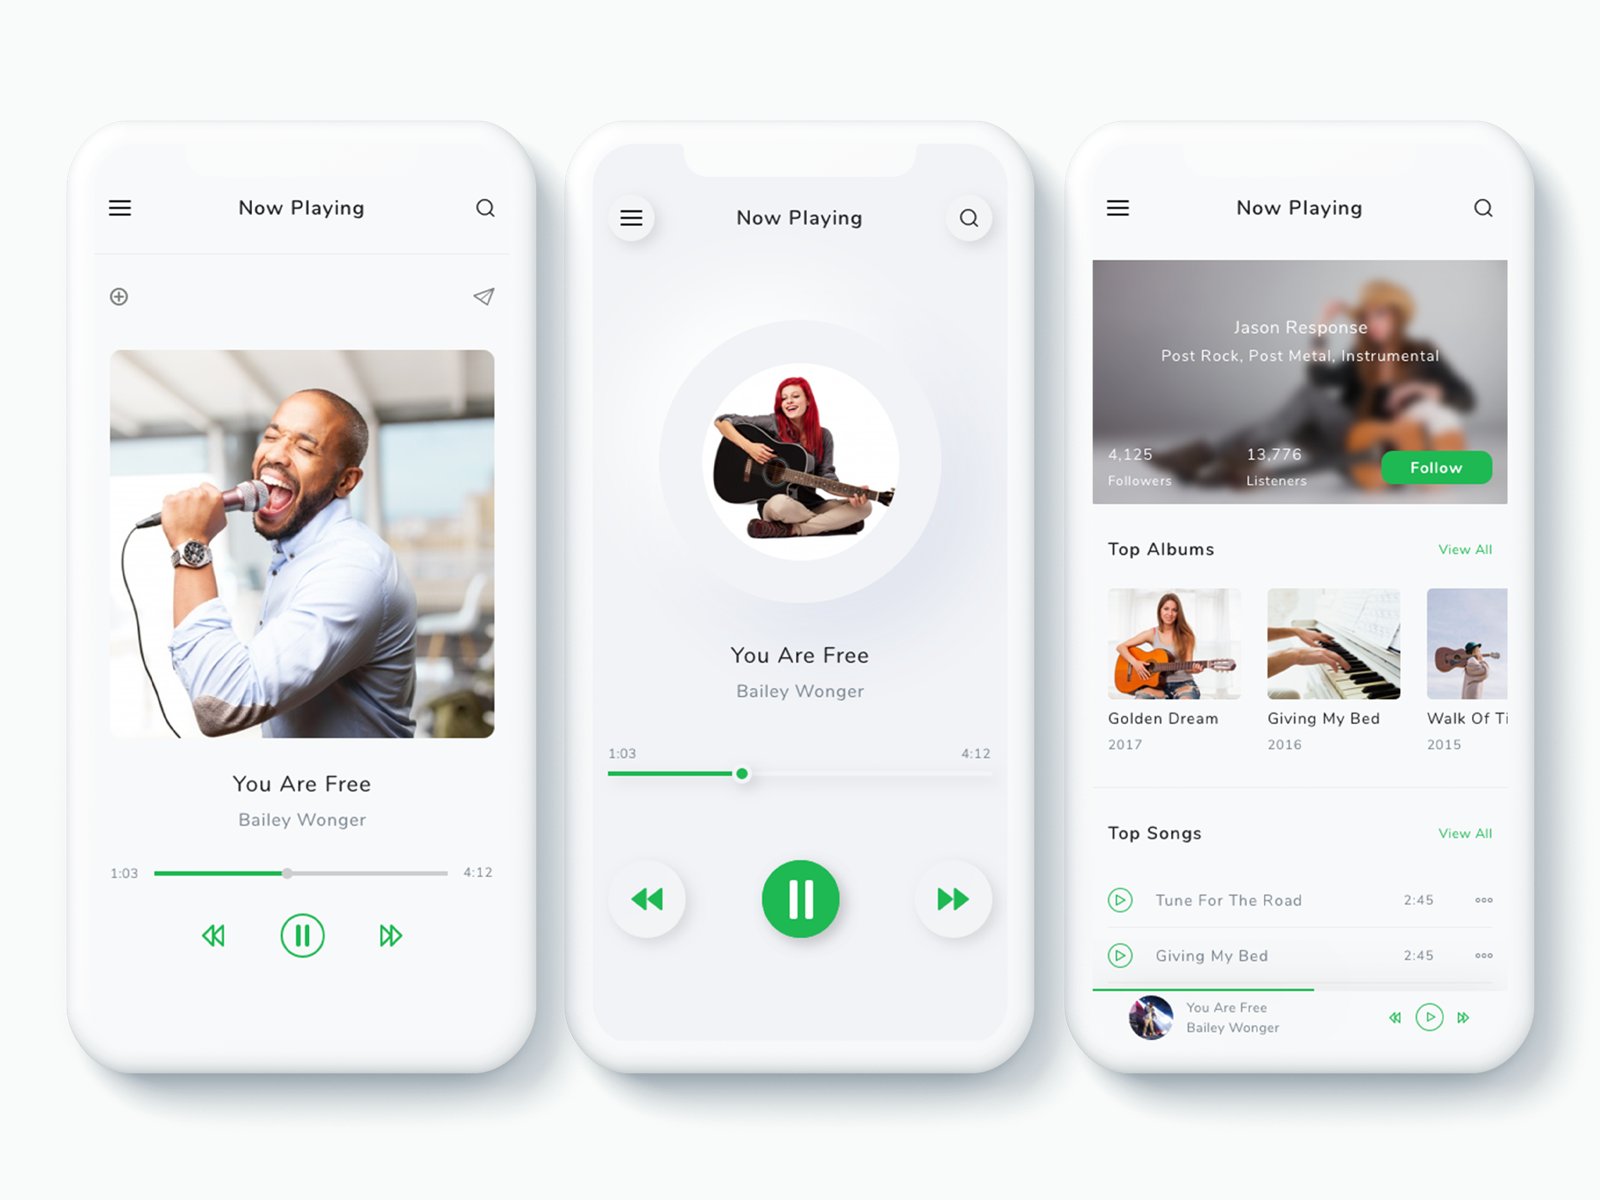 Now Playing
You Are Free
Bailey Wonger
1:03
4:12
Now Playing
You Are Free
Bailey Wonger
1:03
4:12
Now Playing
Jason Response
Post Rock, Post Metal, Instrumental
4,125
13,776
Followers
Listeners
Follow
Top Albums
View All
Golden Dream
2017
Giving My Bed
2016
Walk Of Ti
2015
Top Songs
View All
Tune For The Road
2:45
Giving My Bed
2:45
You Are Free
Bailey Wonger